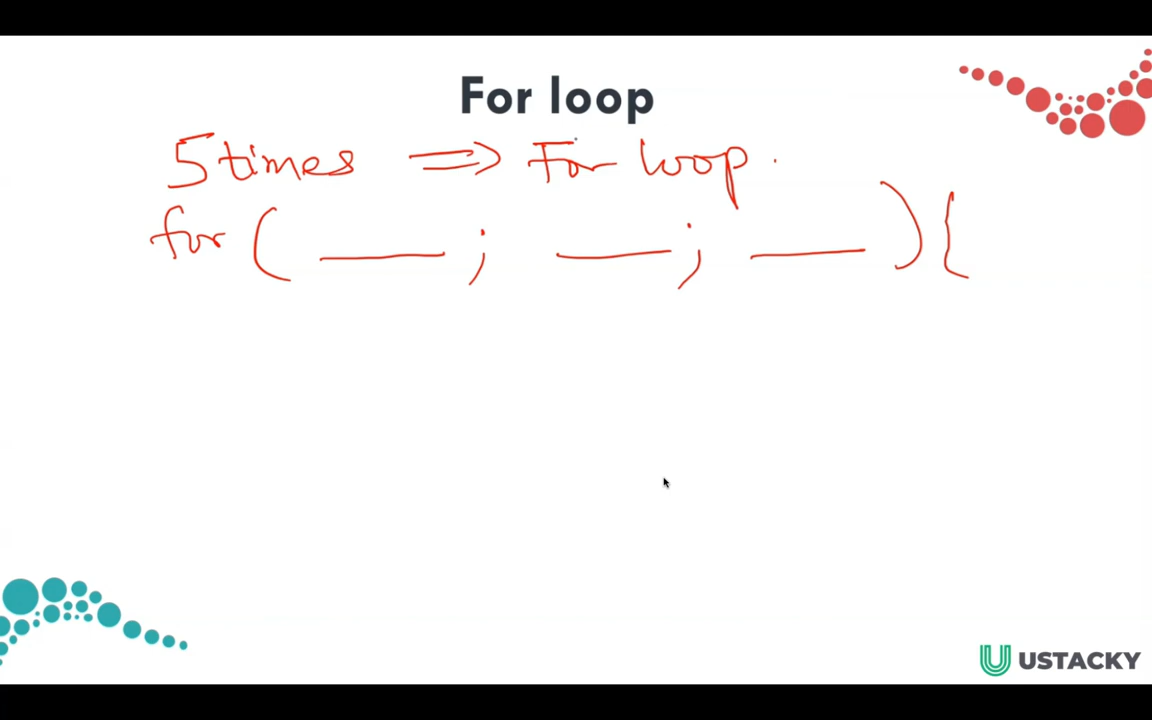 For loop
5 times => For loop.
for ( ___ ; ___ ; ___ ) {
USTACKY